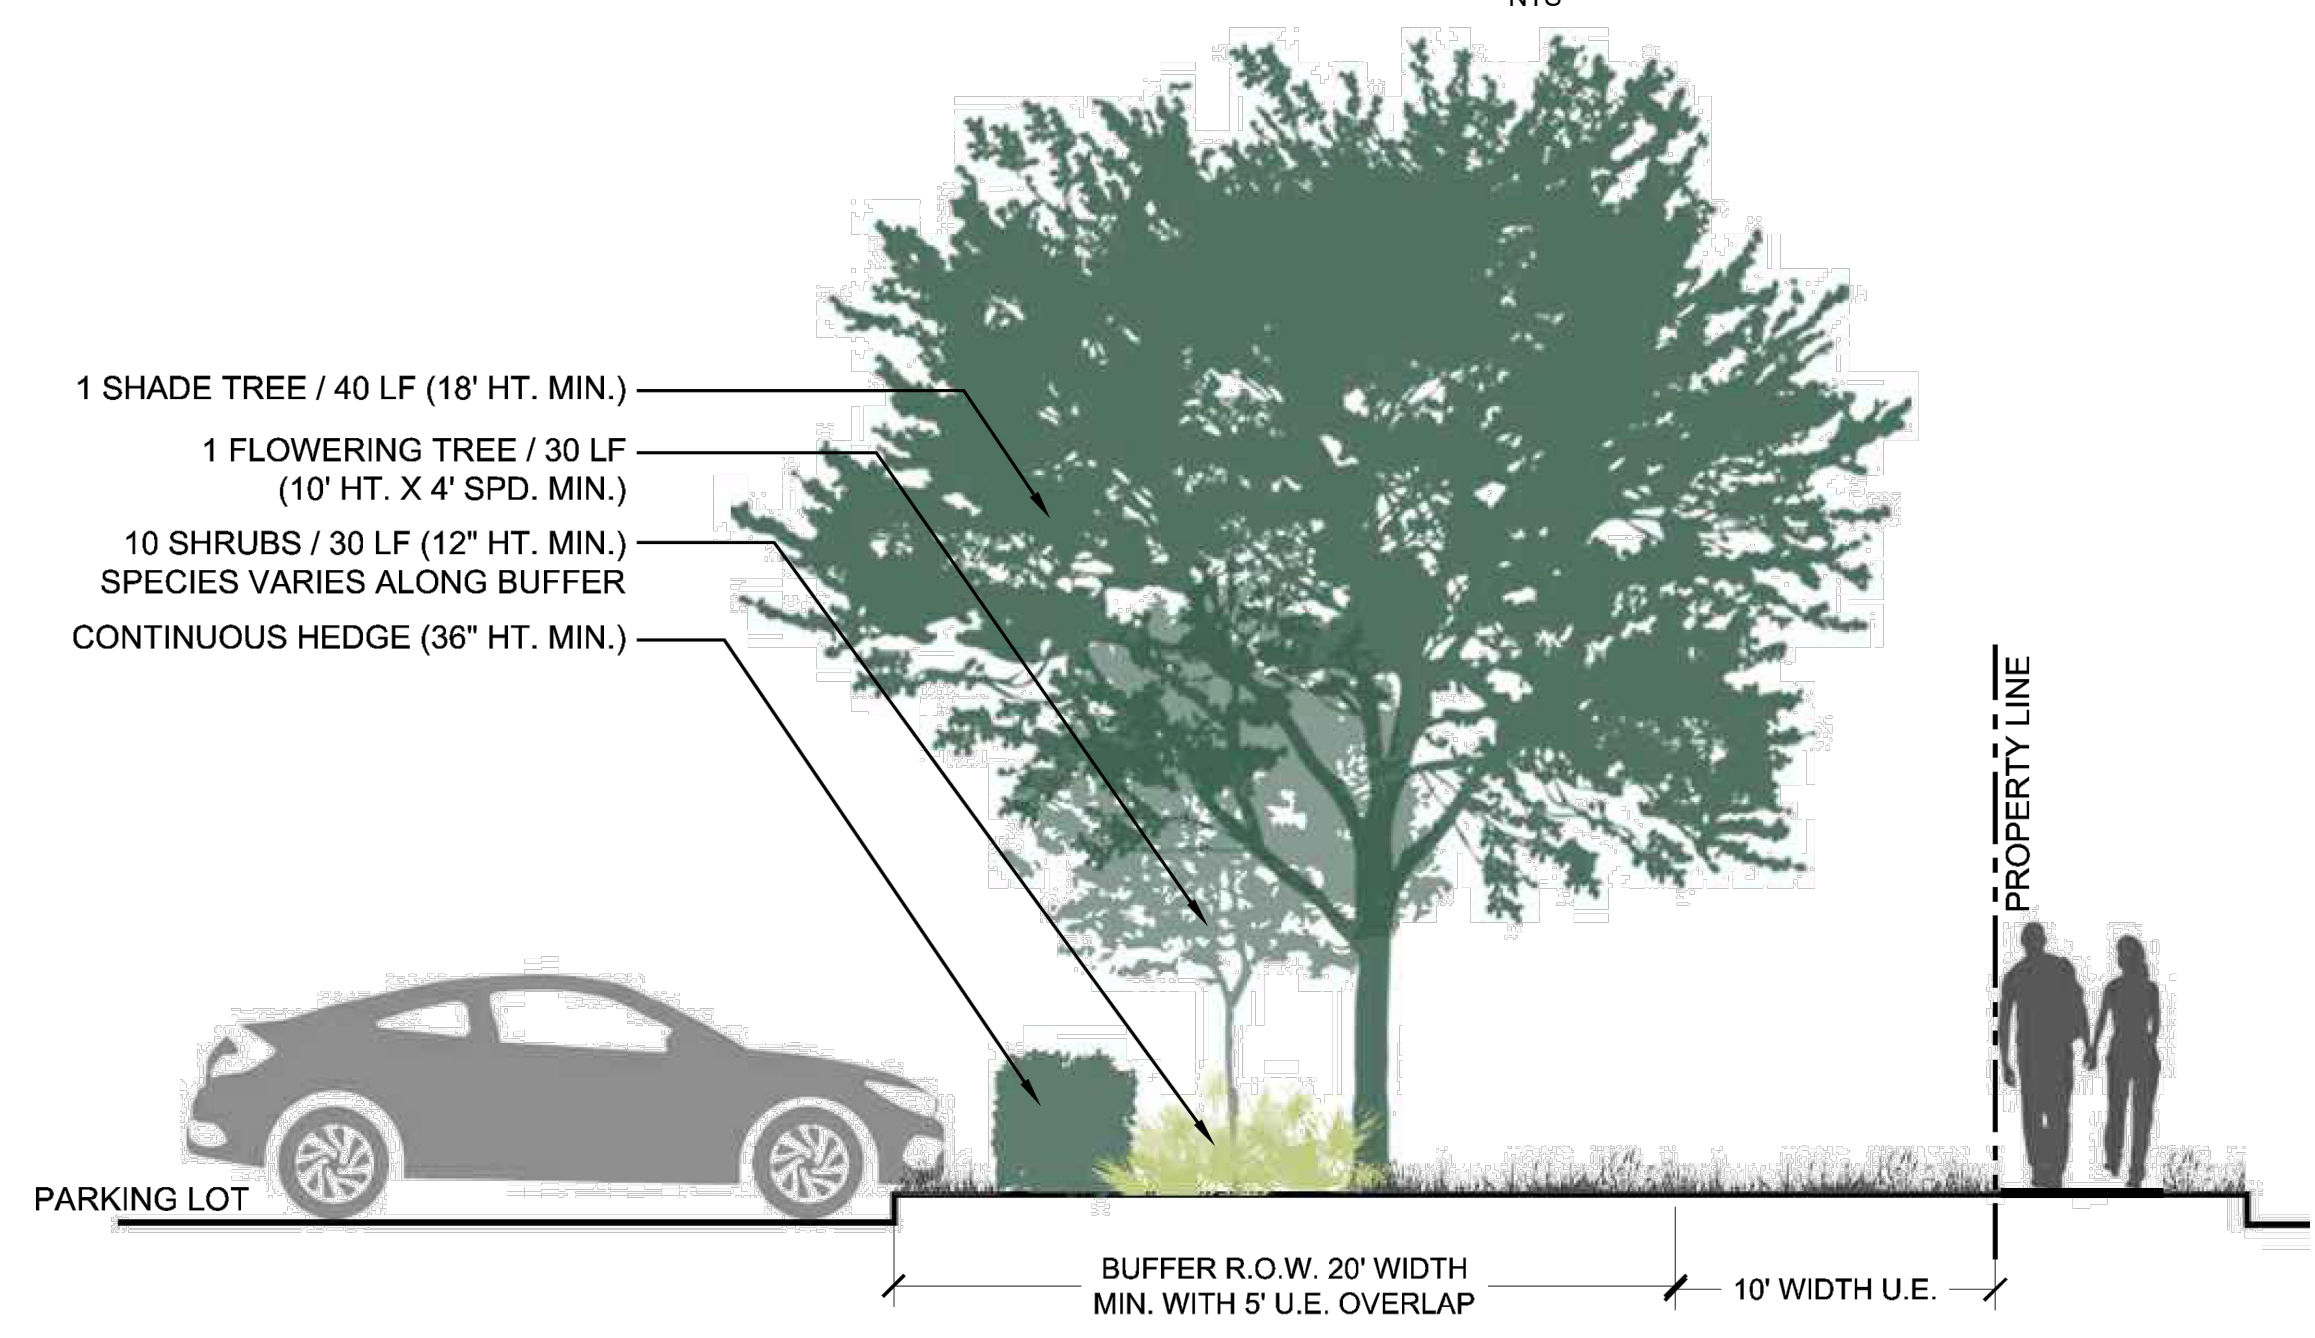 NTS
1 SHADE TREE / 40 LF (18' HT. MIN.)
1 FLOWERING TREE / 30 LF
(10' HT. X 4' SPD. MIN.)
10 SHRUBS / 30 LF (12" HT. MIN.)
SPECIES VARIES ALONG BUFFER
CONTINUOUS HEDGE (36" HT. MIN.)
PROPERTY LINE
PARKING LOT
BUFFER R.O.W. 20' WIDTH
MIN. WITH 5' U.E. OVERLAP
10' WIDTH U.E.